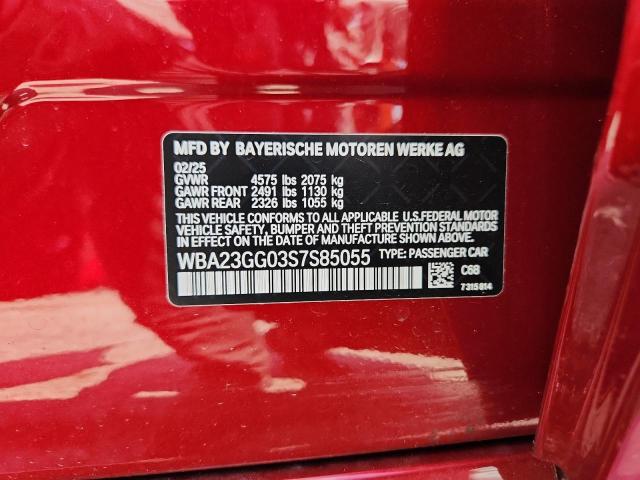 MFD BY BAYERISCHE MOTOREN WERKE AG
02/25
GVWR 4575 lbs 2075 kg
GAWR FRONT 2491 lbs 1130 kg
GAWR REAR 2326 lbs 1055 kg
THIS VEHICLE CONFORMS TO ALL APPLICABLE U.S.FEDERAL MOTOR
VEHICLE SAFETY, BUMPER AND THEFT PREVENTION STANDARDS
IN EFFECT ON THE DATE OF MANUFACTURE SHOWN ABOVE.
WBA23GG03S7S85055 TYPE: PASSENGER CAR
C6B
7315814